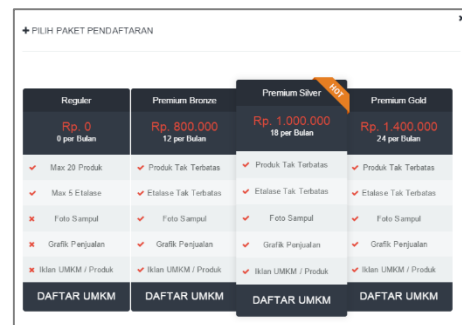 PILIH PAKET PENDAFTARAN
Reguler
Rp. 0
0 per Bulan
Max 20 Produk
Max 5 Etalase
Foto Sampul
Grafik Penjualan
Iklan UMKM / Produk
DAFTAR UMKM
Premium Bronze
Rp. 800.000
12 per Bulan
Produk Tak Terbatas
Etalase Tak Terbatas
Foto Sampul
Grafik Penjualan
Iklan UMKM / Produk
DAFTAR UMKM
HOT
Premium Silver
Rp. 1.000.000
18 per Bulan
Produk Tak Terbatas
Etalase Tak Terbatas
Foto Sampul
Grafik Penjualan
Iklan UMKM / Produk
DAFTAR UMKM
Premium Gold
Rp. 1.400.000
24 per Bulan
Produk Tak Terbatas
Etalase Tak Terbatas
Foto Sampul
Grafik Penjualan
Iklan UMKM / Produk
DAFTAR UMKM